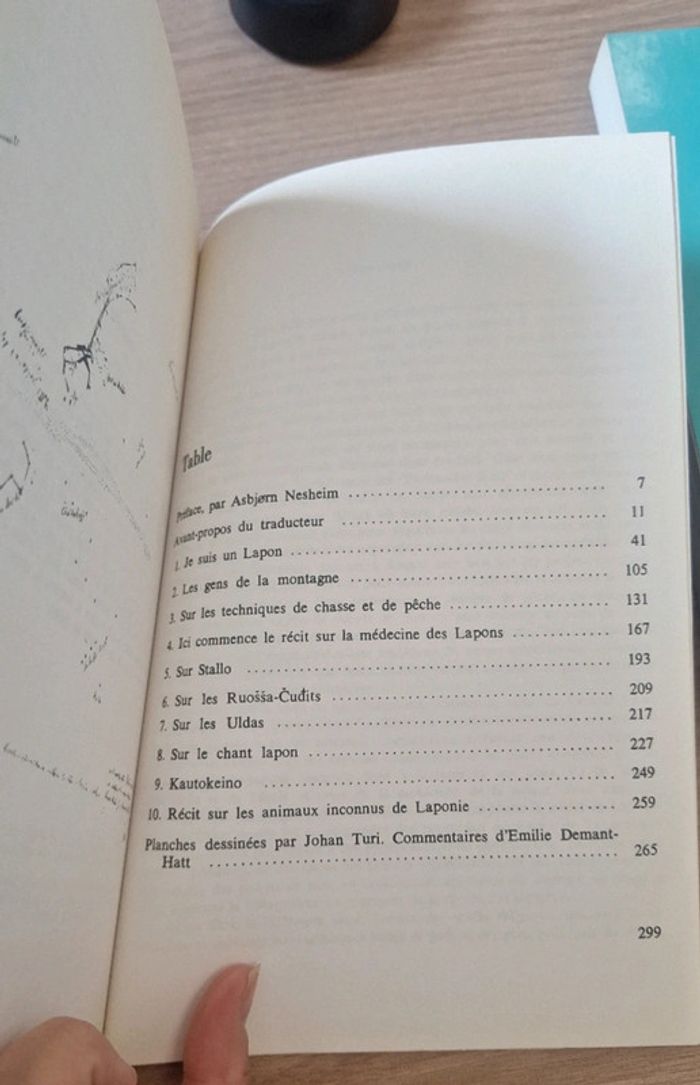 Table
Préface, par Asbjørn Nesheim ........ 7
Avant-propos du traducteur ........ 11
1. Je suis un Lapon ........ 41
2. Les gens de la montagne ........ 105
3. Sur les techniques de chasse et de pêche ........ 131
4. Ici commence le récit sur la médecine des Lapons ........ 167
5. Sur Stallo ........ 193
6. Sur les Ruošša-Čuđits ........ 209
7. Sur les Uldas ........ 217
8. Sur le chant lapon ........ 227
9. Kautokeino ........ 249
10. Récit sur les animaux inconnus de Laponie ........ 259
Planches dessinées par Johan Turi. Commentaires d'Emilie Demant-
Hatt ........ 265
299